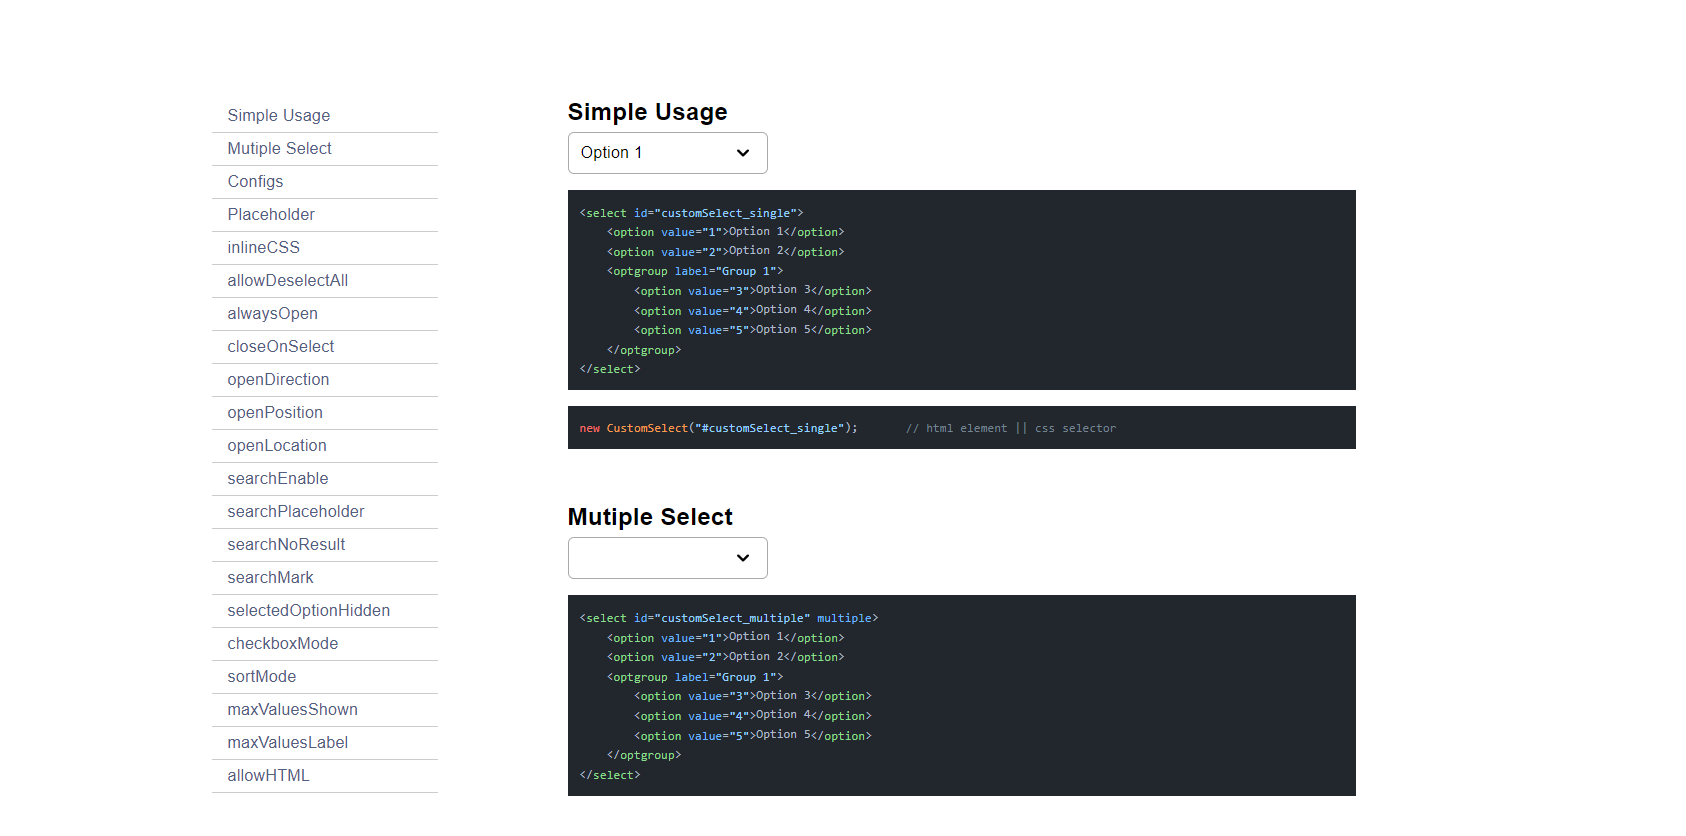 Simple Usage
Mutiple Select
Configs
Placeholder
inlineCSS
allowDeselectAll
alwaysOpen
closeOnSelect
openDirection
openPosition
openLocation
searchEnable
searchPlaceholder
searchNoResult
searchMark
selectedOptionHidden
checkboxMode
sortMode
maxValuesShown
maxValuesLabel
allowHTML
Simple Usage
Option 1
<select id="customSelect_single">
    <option value="1">Option 1</option>
    <option value="2">Option 2</option>
    <optgroup label="Group 1">
        <option value="3">Option 3</option>
        <option value="4">Option 4</option>
        <option value="5">Option 5</option>
    </optgroup>
</select>
new CustomSelect("#customSelect_single");       // html element || css selector
Mutiple Select
<select id="customSelect_multiple" multiple>
    <option value="1">Option 1</option>
    <option value="2">Option 2</option>
    <optgroup label="Group 1">
        <option value="3">Option 3</option>
        <option value="4">Option 4</option>
        <option value="5">Option 5</option>
    </optgroup>
</select>